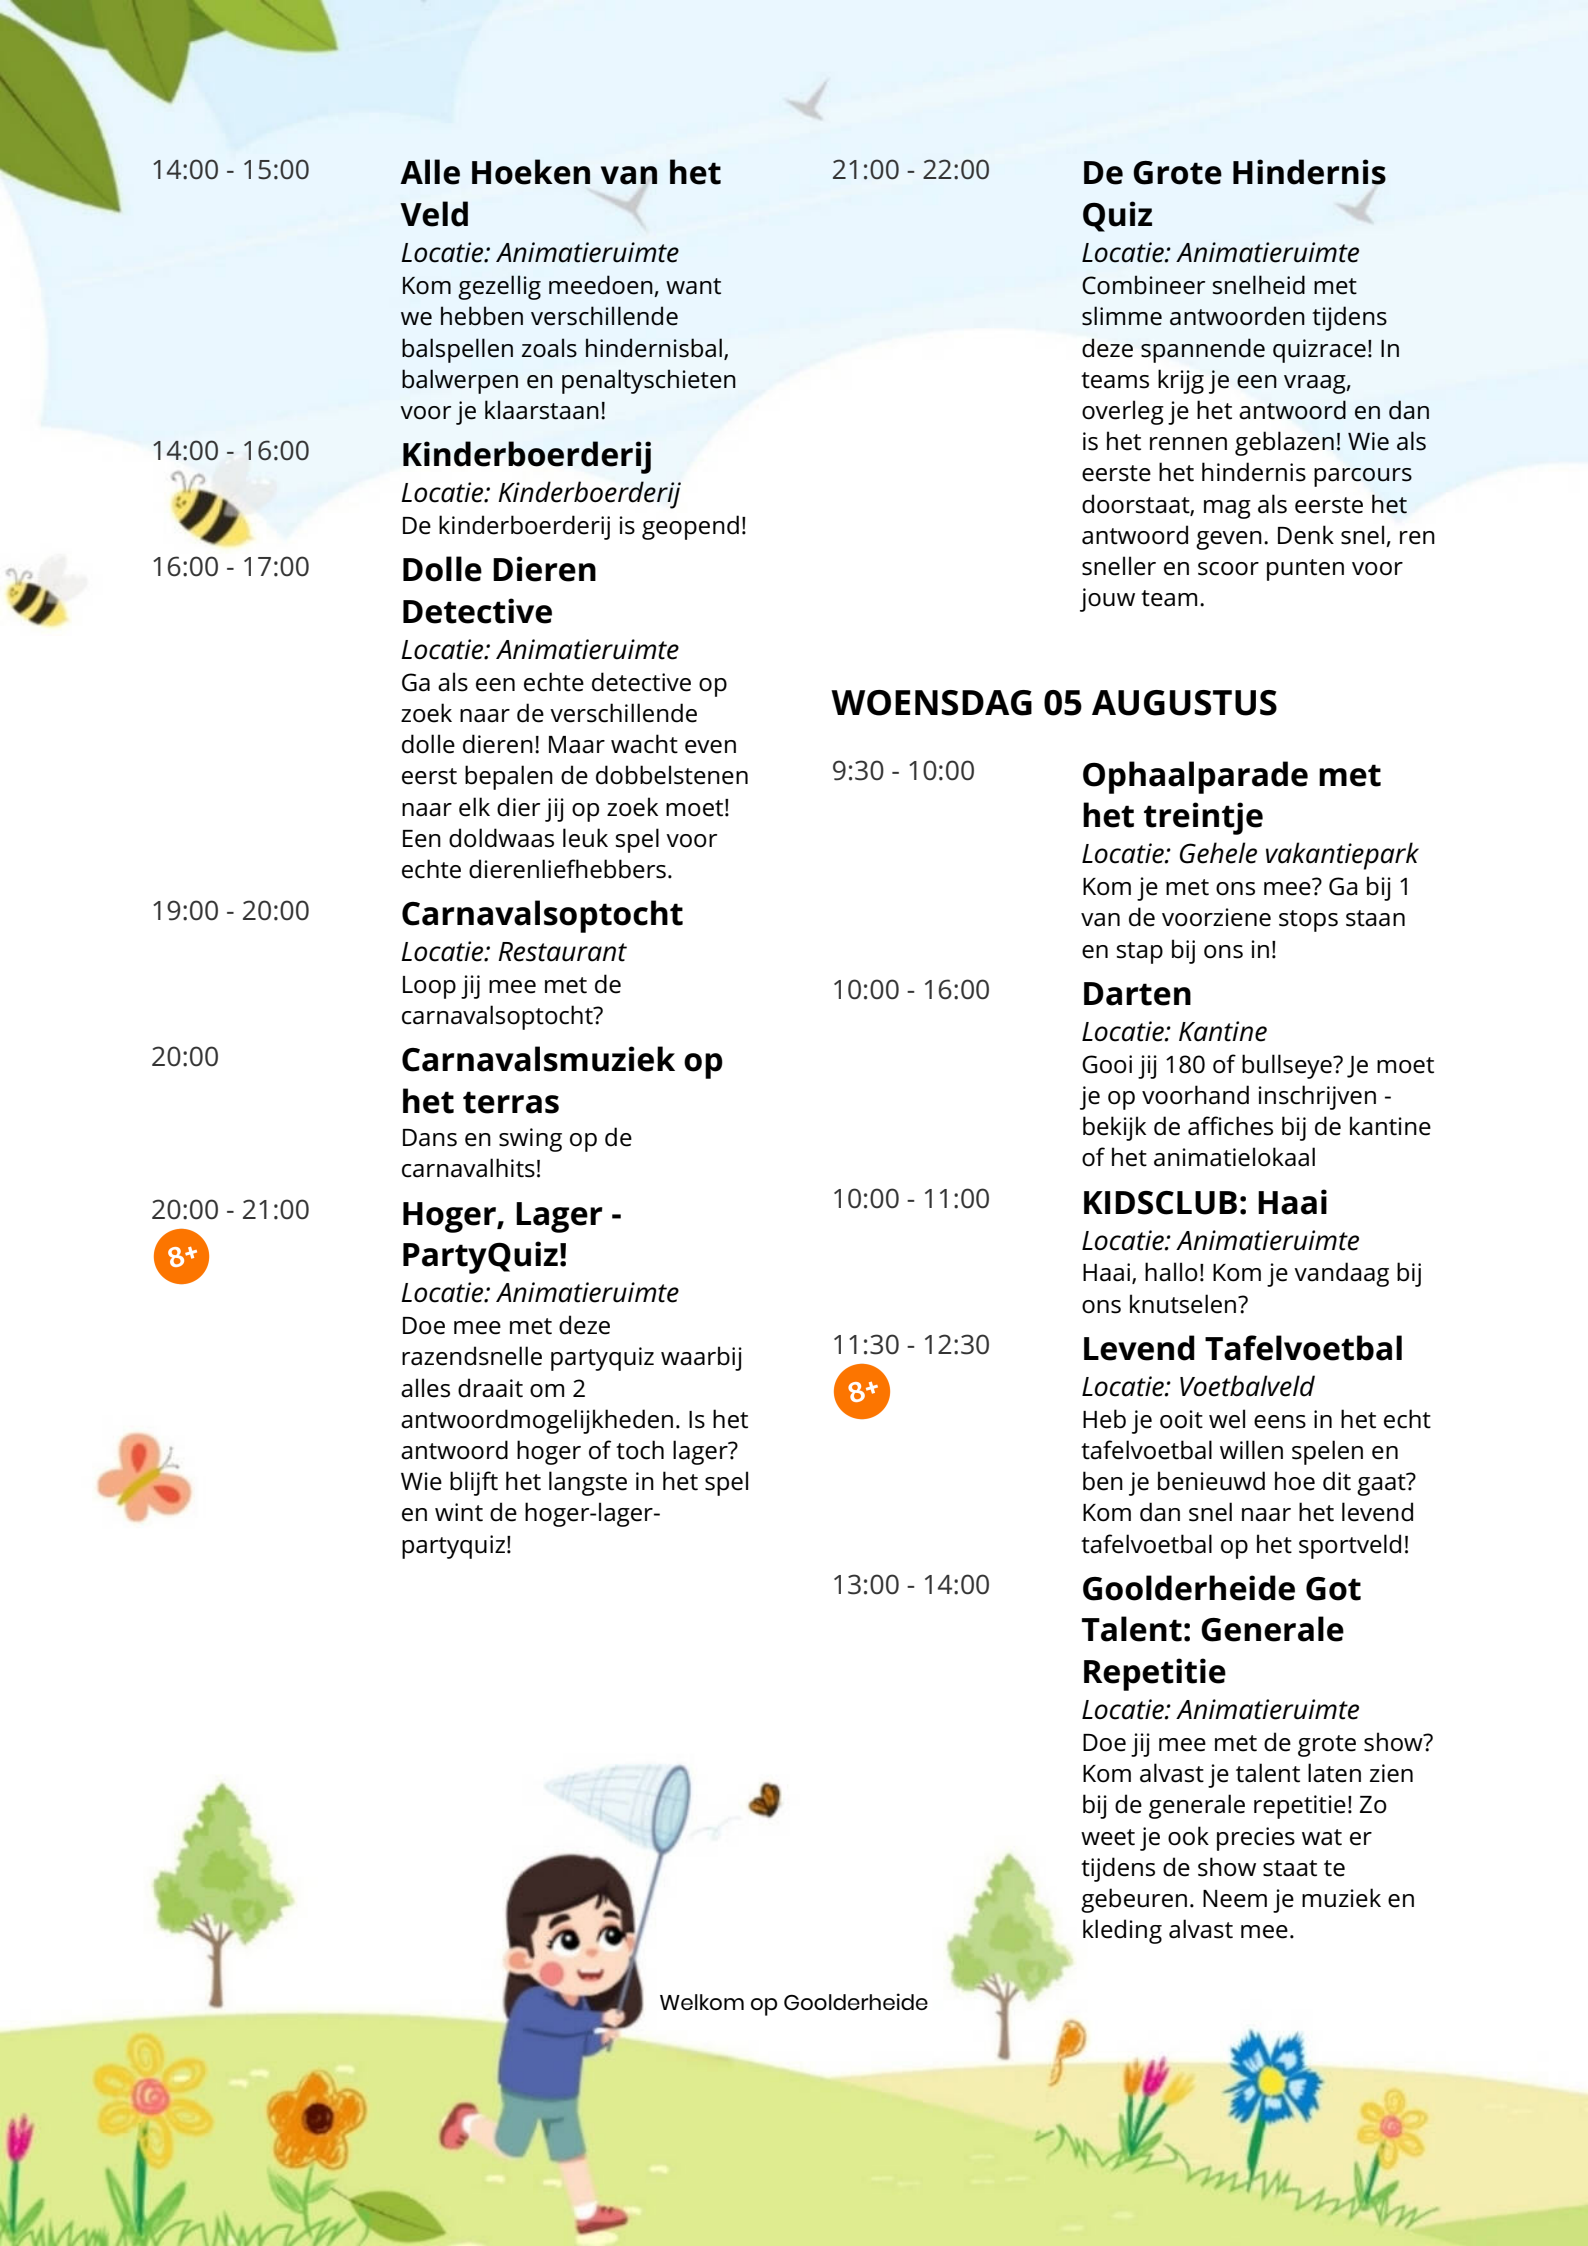 14:00 - 15:00
Alle Hoeken van het
Veld
Locatie: Animatieruimte
Kom gezellig meedoen, want
we hebben verschillende
balspellen zoals hindernisbal,
balwerpen en penaltyschieten
voor je klaarstaan!
14:00 - 16:00
Kinderboerderij
Locatie: Kinderboerderij
De kinderboerderij is geopend!
16:00 - 17:00
Dolle Dieren
Detective
Locatie: Animatieruimte
Ga als een echte detective op
zoek naar de verschillende
dolle dieren! Maar wacht even
eerst bepalen de dobbelstenen
naar elk dier jij op zoek moet!
Een doldwaas leuk spel voor
echte dierenliefhebbers.
19:00 - 20:00
Carnavalsoptocht
Locatie: Restaurant
Loop jij mee met de
carnavalsoptocht?
20:00
Carnavalsmuziek op
het terras
Dans en swing op de
carnavalhits!
20:00 - 21:00
8+
Hoger, Lager -
PartyQuiz!
Locatie: Animatieruimte
Doe mee met deze
razendsnelle partyquiz waarbij
alles draait om 2
antwoordmogelijkheden. Is het
antwoord hoger of toch lager?
Wie blijft het langste in het spel
en wint de hoger-lager-
partyquiz!
21:00 - 22:00
De Grote Hindernis
Quiz
Locatie: Animatieruimte
Combineer snelheid met
slimme antwoorden tijdens
deze spannende quizrace! In
teams krijg je een vraag,
overleg je het antwoord en dan
is het rennen geblazen! Wie als
eerste het hindernis parcours
doorstaat, mag als eerste het
antwoord geven. Denk snel, ren
sneller en scoor punten voor
jouw team.
WOENSDAG 05 AUGUSTUS
9:30 - 10:00
Ophaalparade met
het treintje
Locatie: Gehele vakantiepark
Kom je met ons mee? Ga bij 1
van de voorziene stops staan
en stap bij ons in!
10:00 - 16:00
Darten
Locatie: Kantine
Gooi jij 180 of bullseye? Je moet
je op voorhand inschrijven -
bekijk de affiches bij de kantine
of het animatielokaal
10:00 - 11:00
KIDSCLUB: Haai
Locatie: Animatieruimte
Haai, hallo! Kom je vandaag bij
ons knutselen?
11:30 - 12:30
8+
Levend Tafelvoetbal
Locatie: Voetbalveld
Heb je ooit wel eens in het echt
tafelvoetbal willen spelen en
ben je benieuwd hoe dit gaat?
Kom dan snel naar het levend
tafelvoetbal op het sportveld!
13:00 - 14:00
Goolderheide Got
Talent: Generale
Repetitie
Locatie: Animatieruimte
Doe jij mee met de grote show?
Kom alvast je talent laten zien
bij de generale repetitie! Zo
weet je ook precies wat er
tijdens de show staat te
gebeuren. Neem je muziek en
kleding alvast mee.
Welkom op Goolderheide